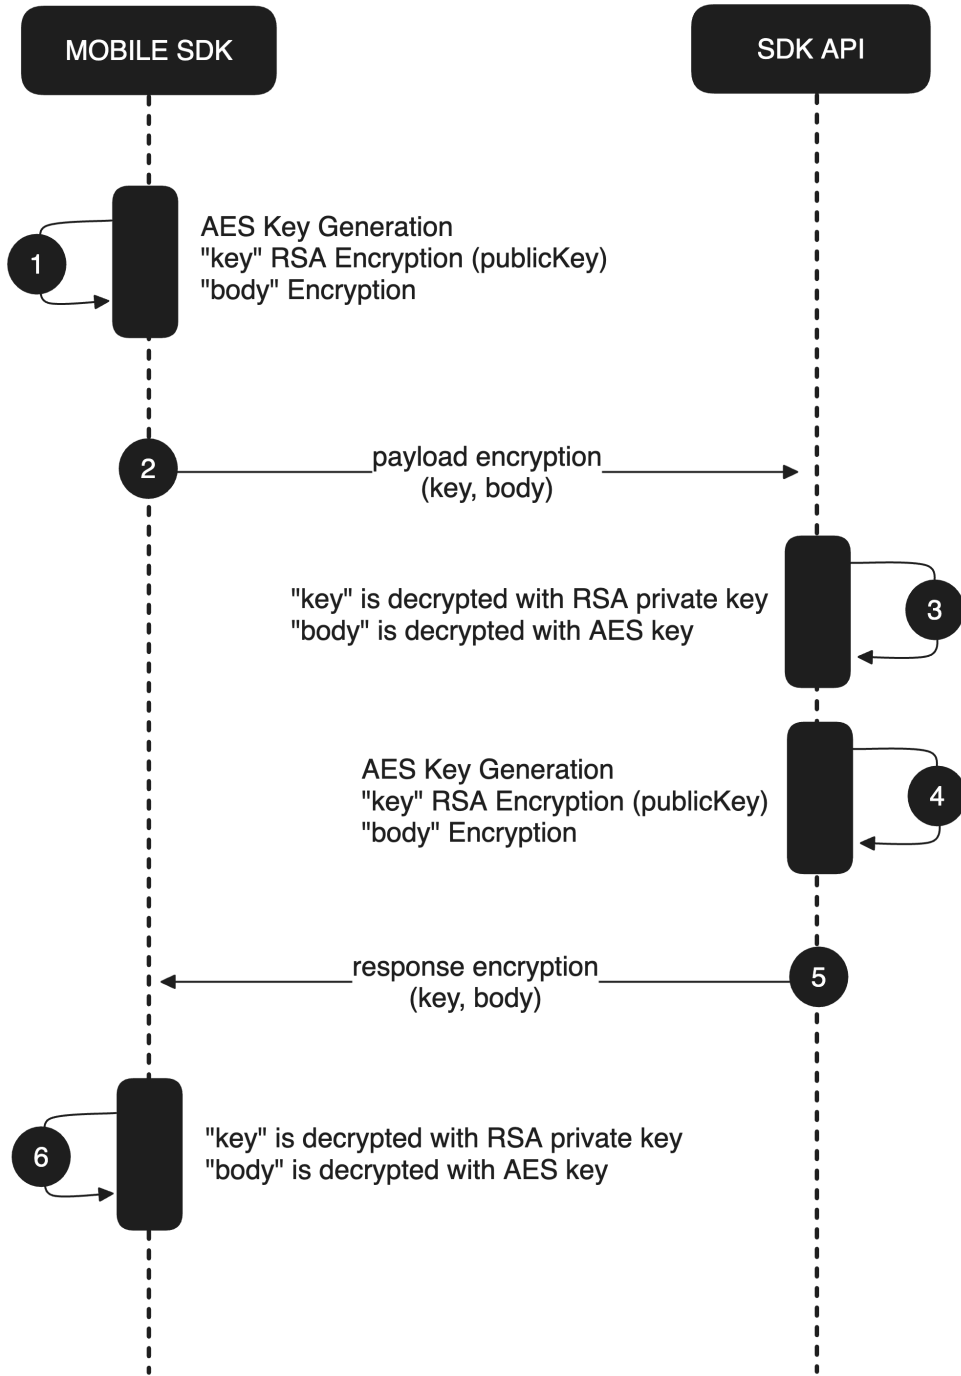 MOBILE SDK
SDK API
1
AES Key Generation
"key" RSA Encryption (publicKey)
"body" Encryption
2
payload encryption
(key, body)
"key" is decrypted with RSA private key
"body" is decrypted with AES key
3
AES Key Generation
"key" RSA Encryption (publicKey)
"body" Encryption
4
response encryption
(key, body)
5
6
"key" is decrypted with RSA private key
"body" is decrypted with AES key